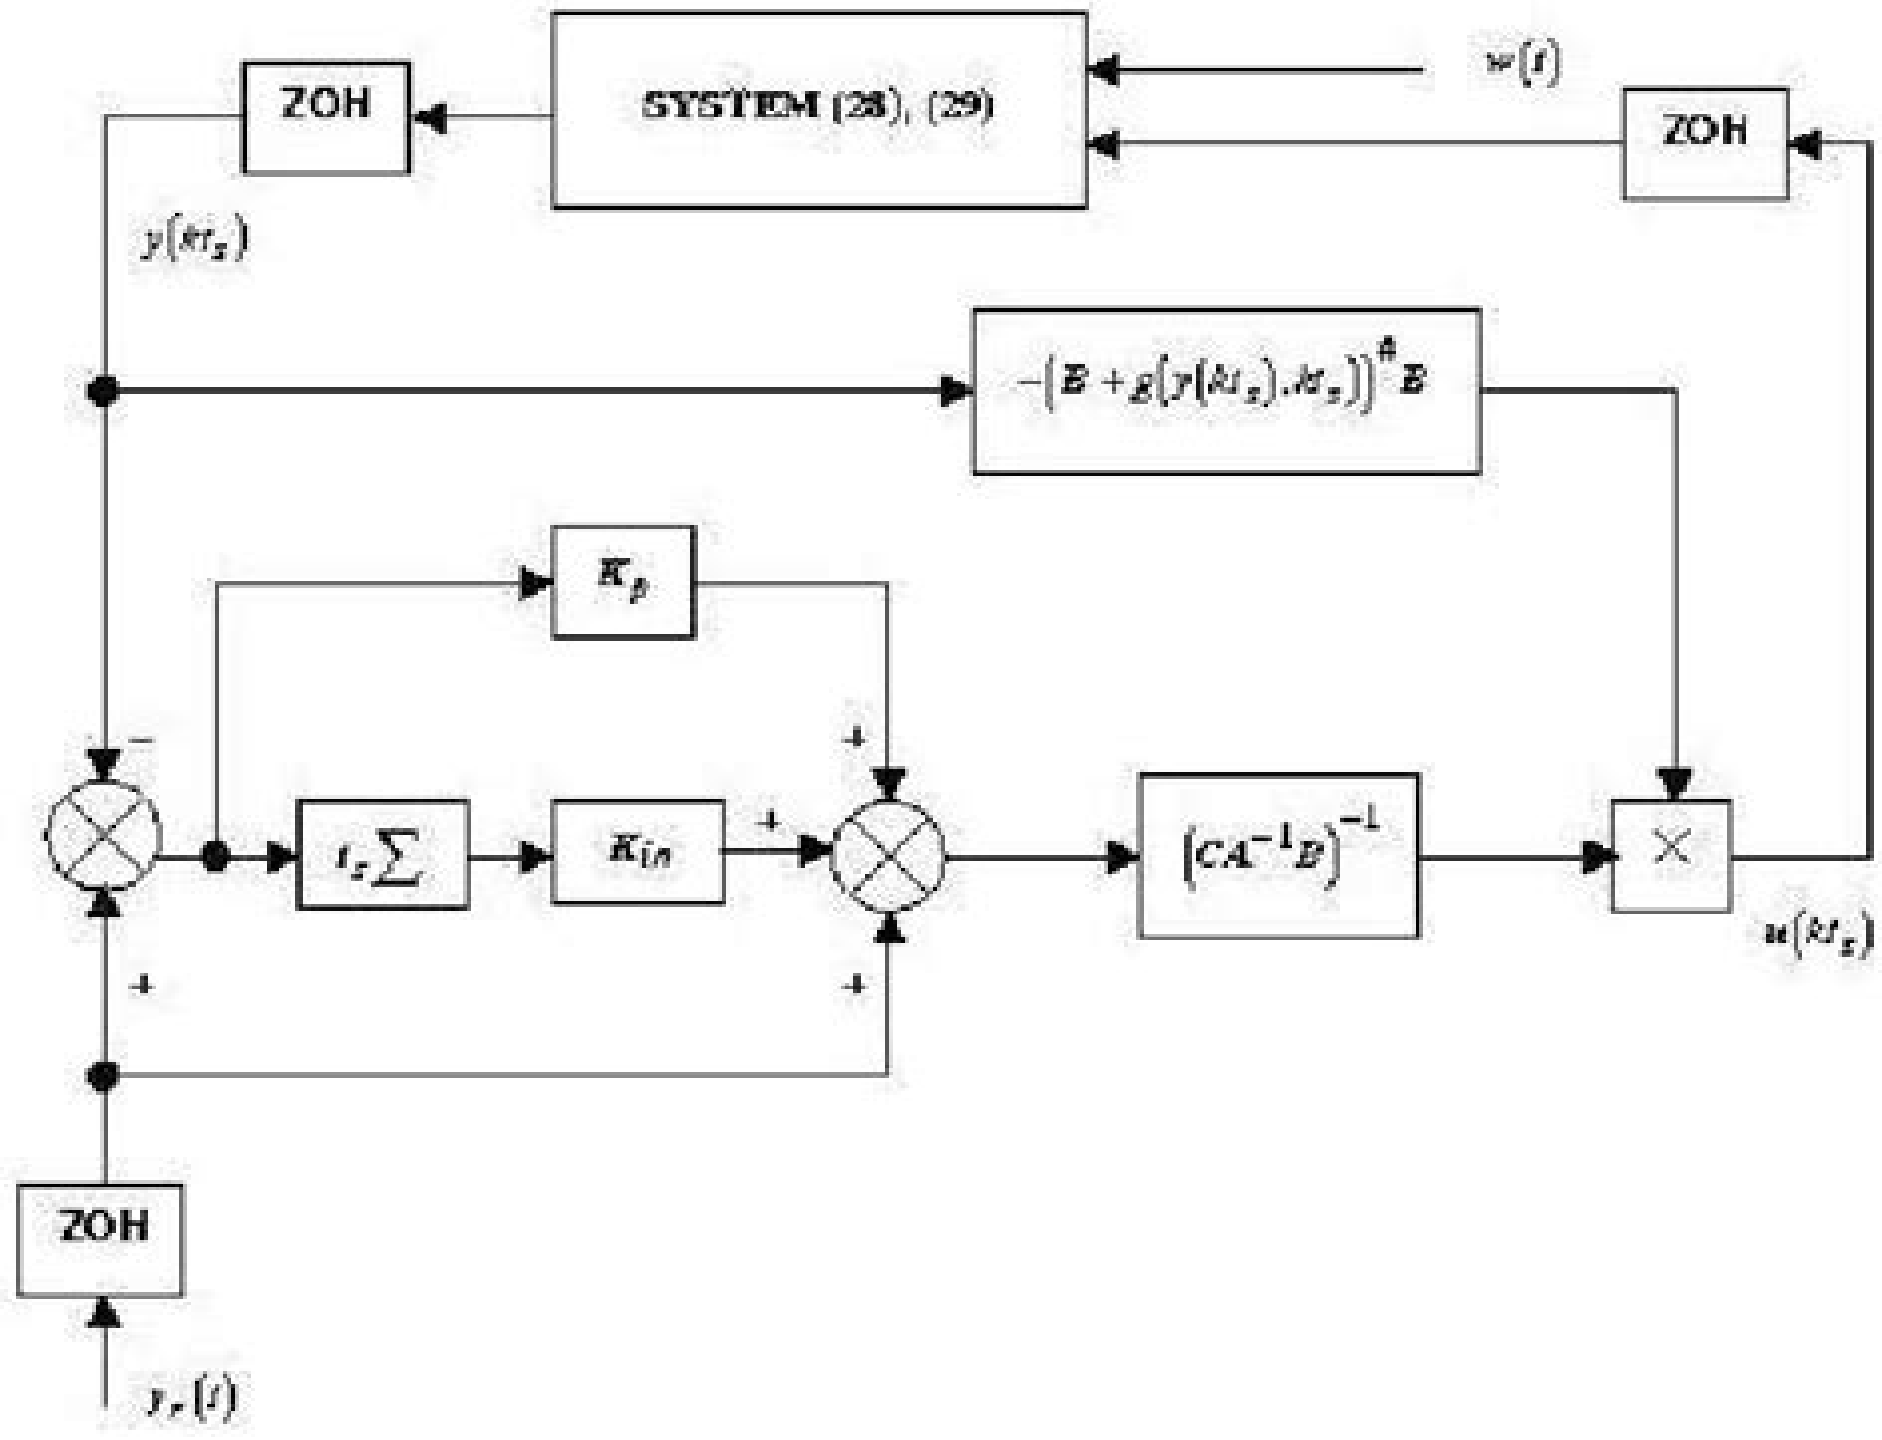 w(t)
ZOH
SYSTEM (28), (29)
ZOH
y(kt_s)
-(B + g(y(kt_s), kt_s))^# B
K_p
-
+
t_s ∑
K_in
+
(CA^-1 B)^-1
×
u(kt_s)
+
+
ZOH
y_r(t)